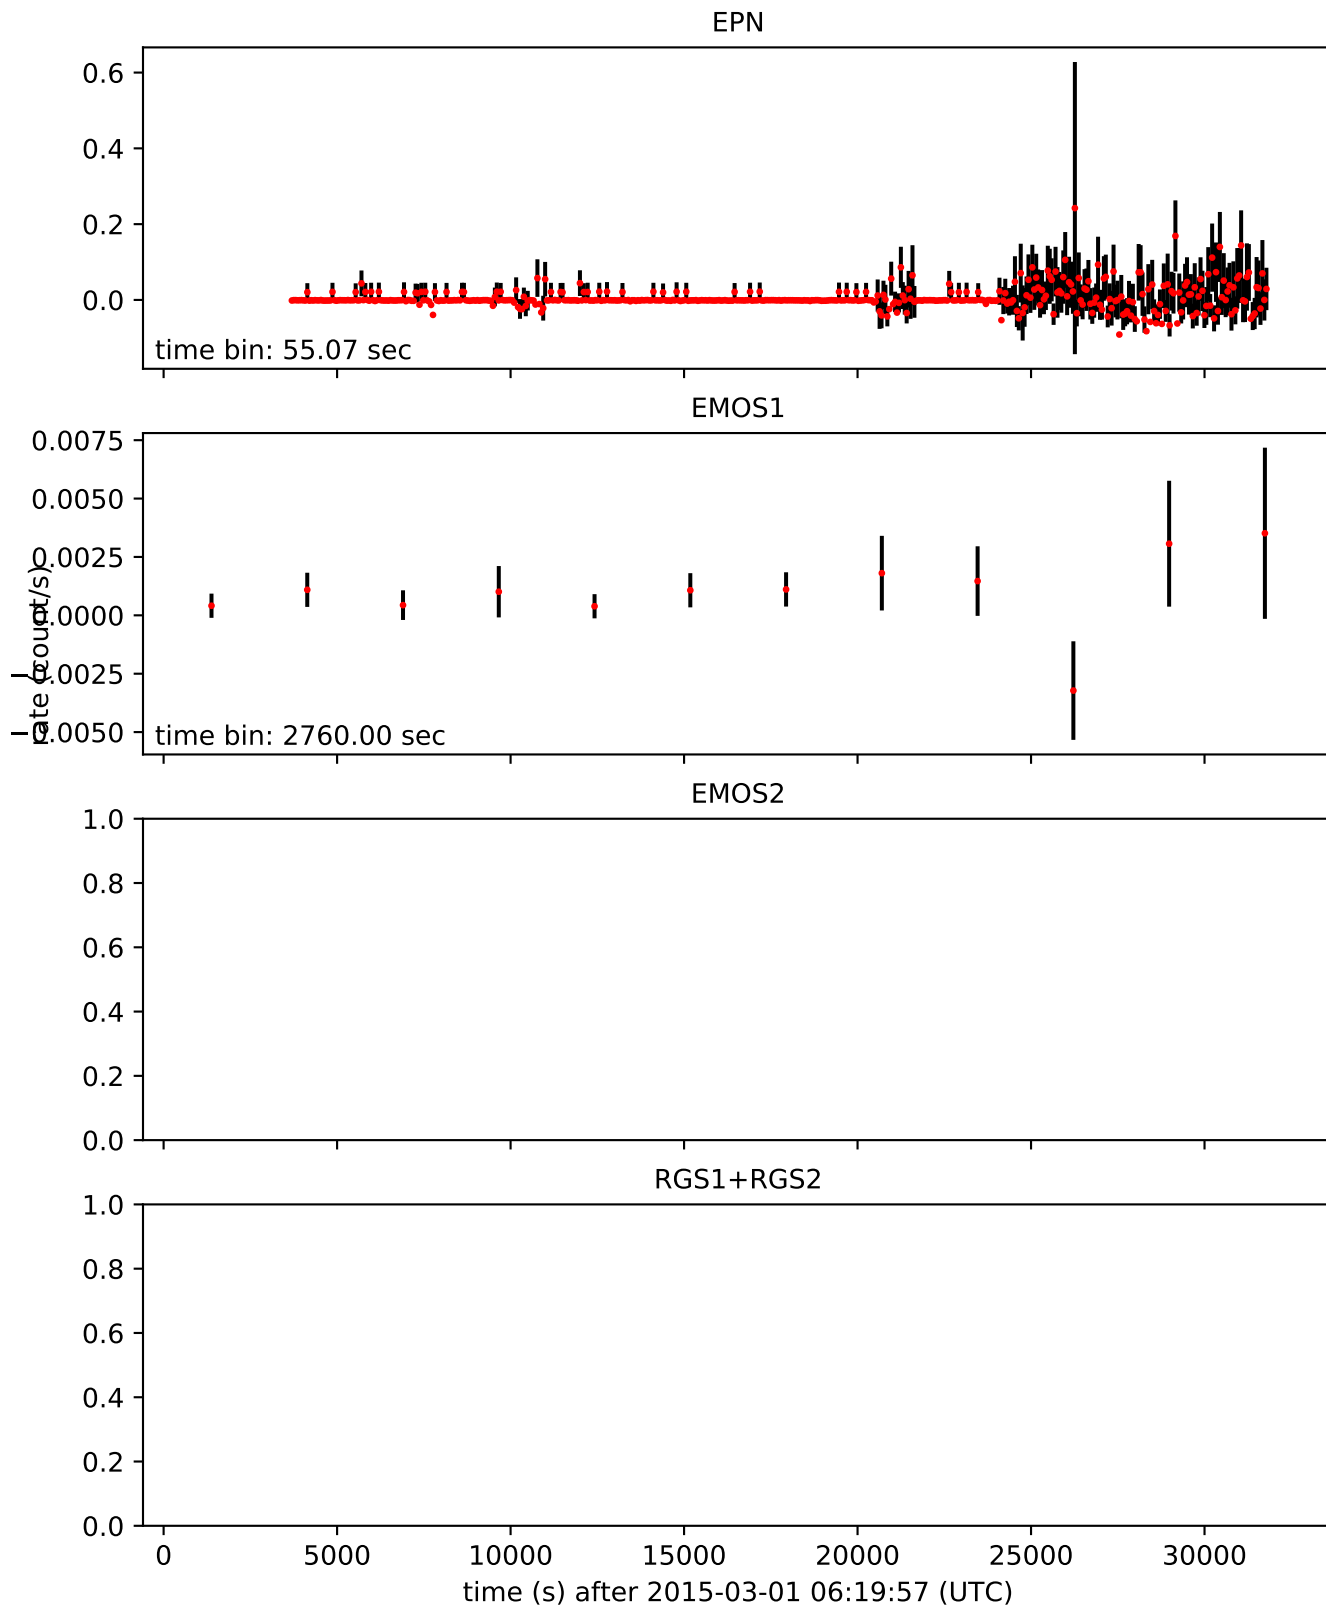 EPN
0.6
0.4
0.2
0.0
time bin: 55.07 sec
EMOS1
0.0075
0.0050
0.0025
0.0000
−0.0025
−0.0050
rate (count/s)
time bin: 2760.00 sec
EMOS2
1.0
0.8
0.6
0.4
0.2
0.0
RGS1+RGS2
1.0
0.8
0.6
0.4
0.2
0.0
0 5000 10000 15000 20000 25000 30000
time (s) after 2015-03-01 06:19:57 (UTC)